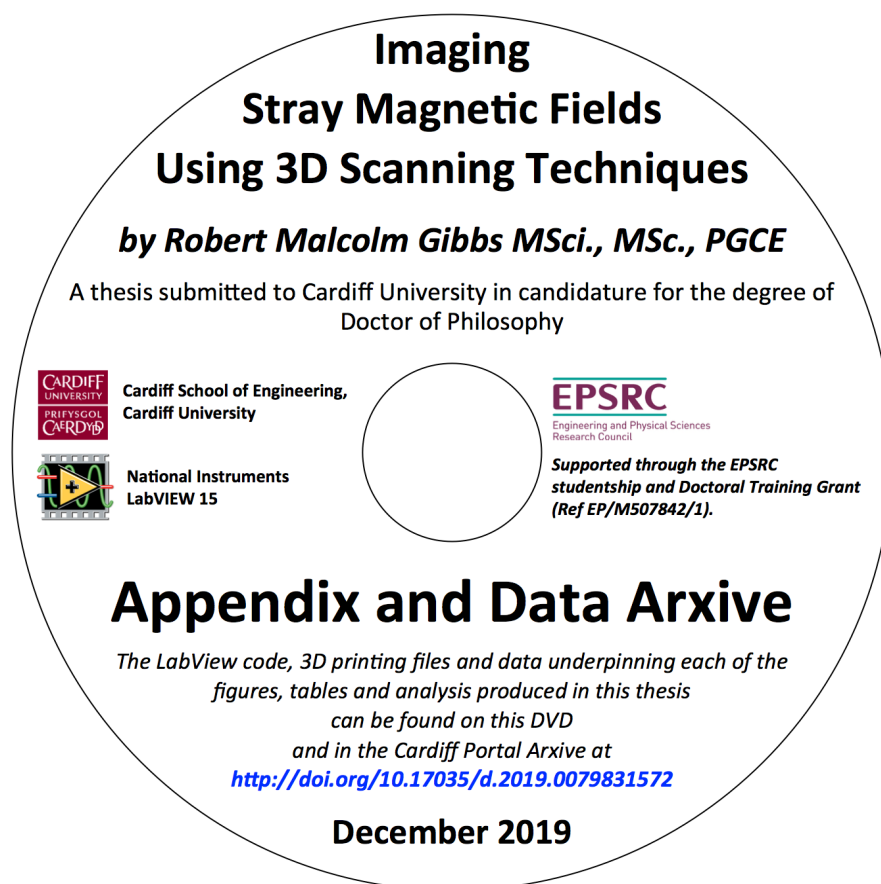 Imaging
Stray Magnetic Fields
Using 3D Scanning Techniques
by Robert Malcolm Gibbs MSci., MSc., PGCE
A thesis submitted to Cardiff University in candidature for the degree of
Doctor of Philosophy
CARDIFF
UNIVERSITY
PRIFYSGOL
CAERDYDD
Cardiff School of Engineering,
Cardiff University
National Instruments
LabVIEW 15
EPSRC
Engineering and Physical Sciences
Research Council
Supported through the EPSRC
studentship and Doctoral Training Grant
(Ref EP/M507842/1).
Appendix and Data Arxive
The LabView code, 3D printing files and data underpinning each of the
figures, tables and analysis produced in this thesis
can be found on this DVD
and in the Cardiff Portal Arxive at
http://doi.org/10.17035/d.2019.0079831572
December 2019